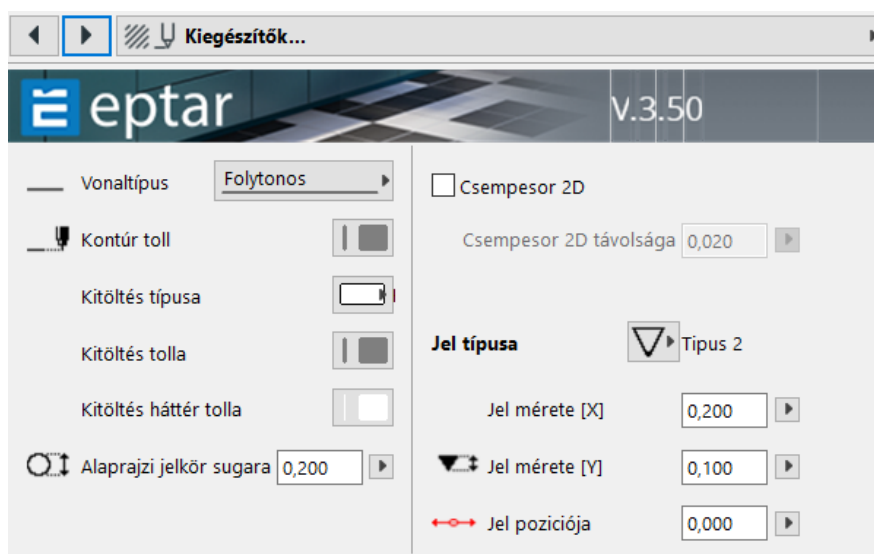 Kiegészítők...
eptar
V.3.50
Vonaltípus
Folytonos
Kontúr toll
Kitöltés típusa
Kitöltés tolla
Kitöltés háttér tolla
Alaprajzi jelkör sugara
0,200
Csempesor 2D
Csempesor 2D távolsága
0,020
Jel típusa
Tipus 2
Jel mérete [X]
0,200
Jel mérete [Y]
0,100
Jel poziciója
0,000